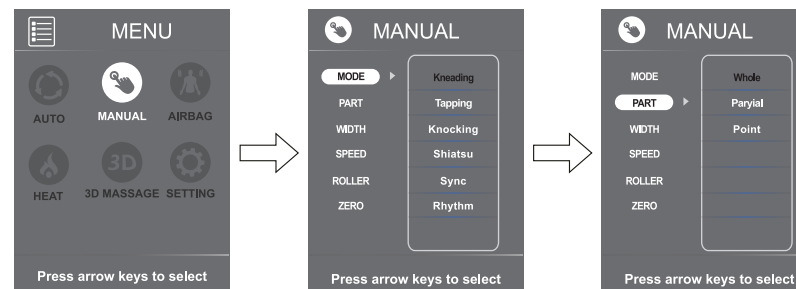 MENU
AUTO
MANUAL
AIRBAG
HEAT
3D
3D MASSAGE
SETTING
Press arrow keys to select
MANUAL
MODE
PART
WIDTH
SPEED
ROLLER
ZERO
Kneading
Tapping
Knocking
Shiatsu
Sync
Rhythm
Press arrow keys to select
MANUAL
MODE
PART
WIDTH
SPEED
ROLLER
ZERO
Whole
Paryial
Point
Press arrow keys to select